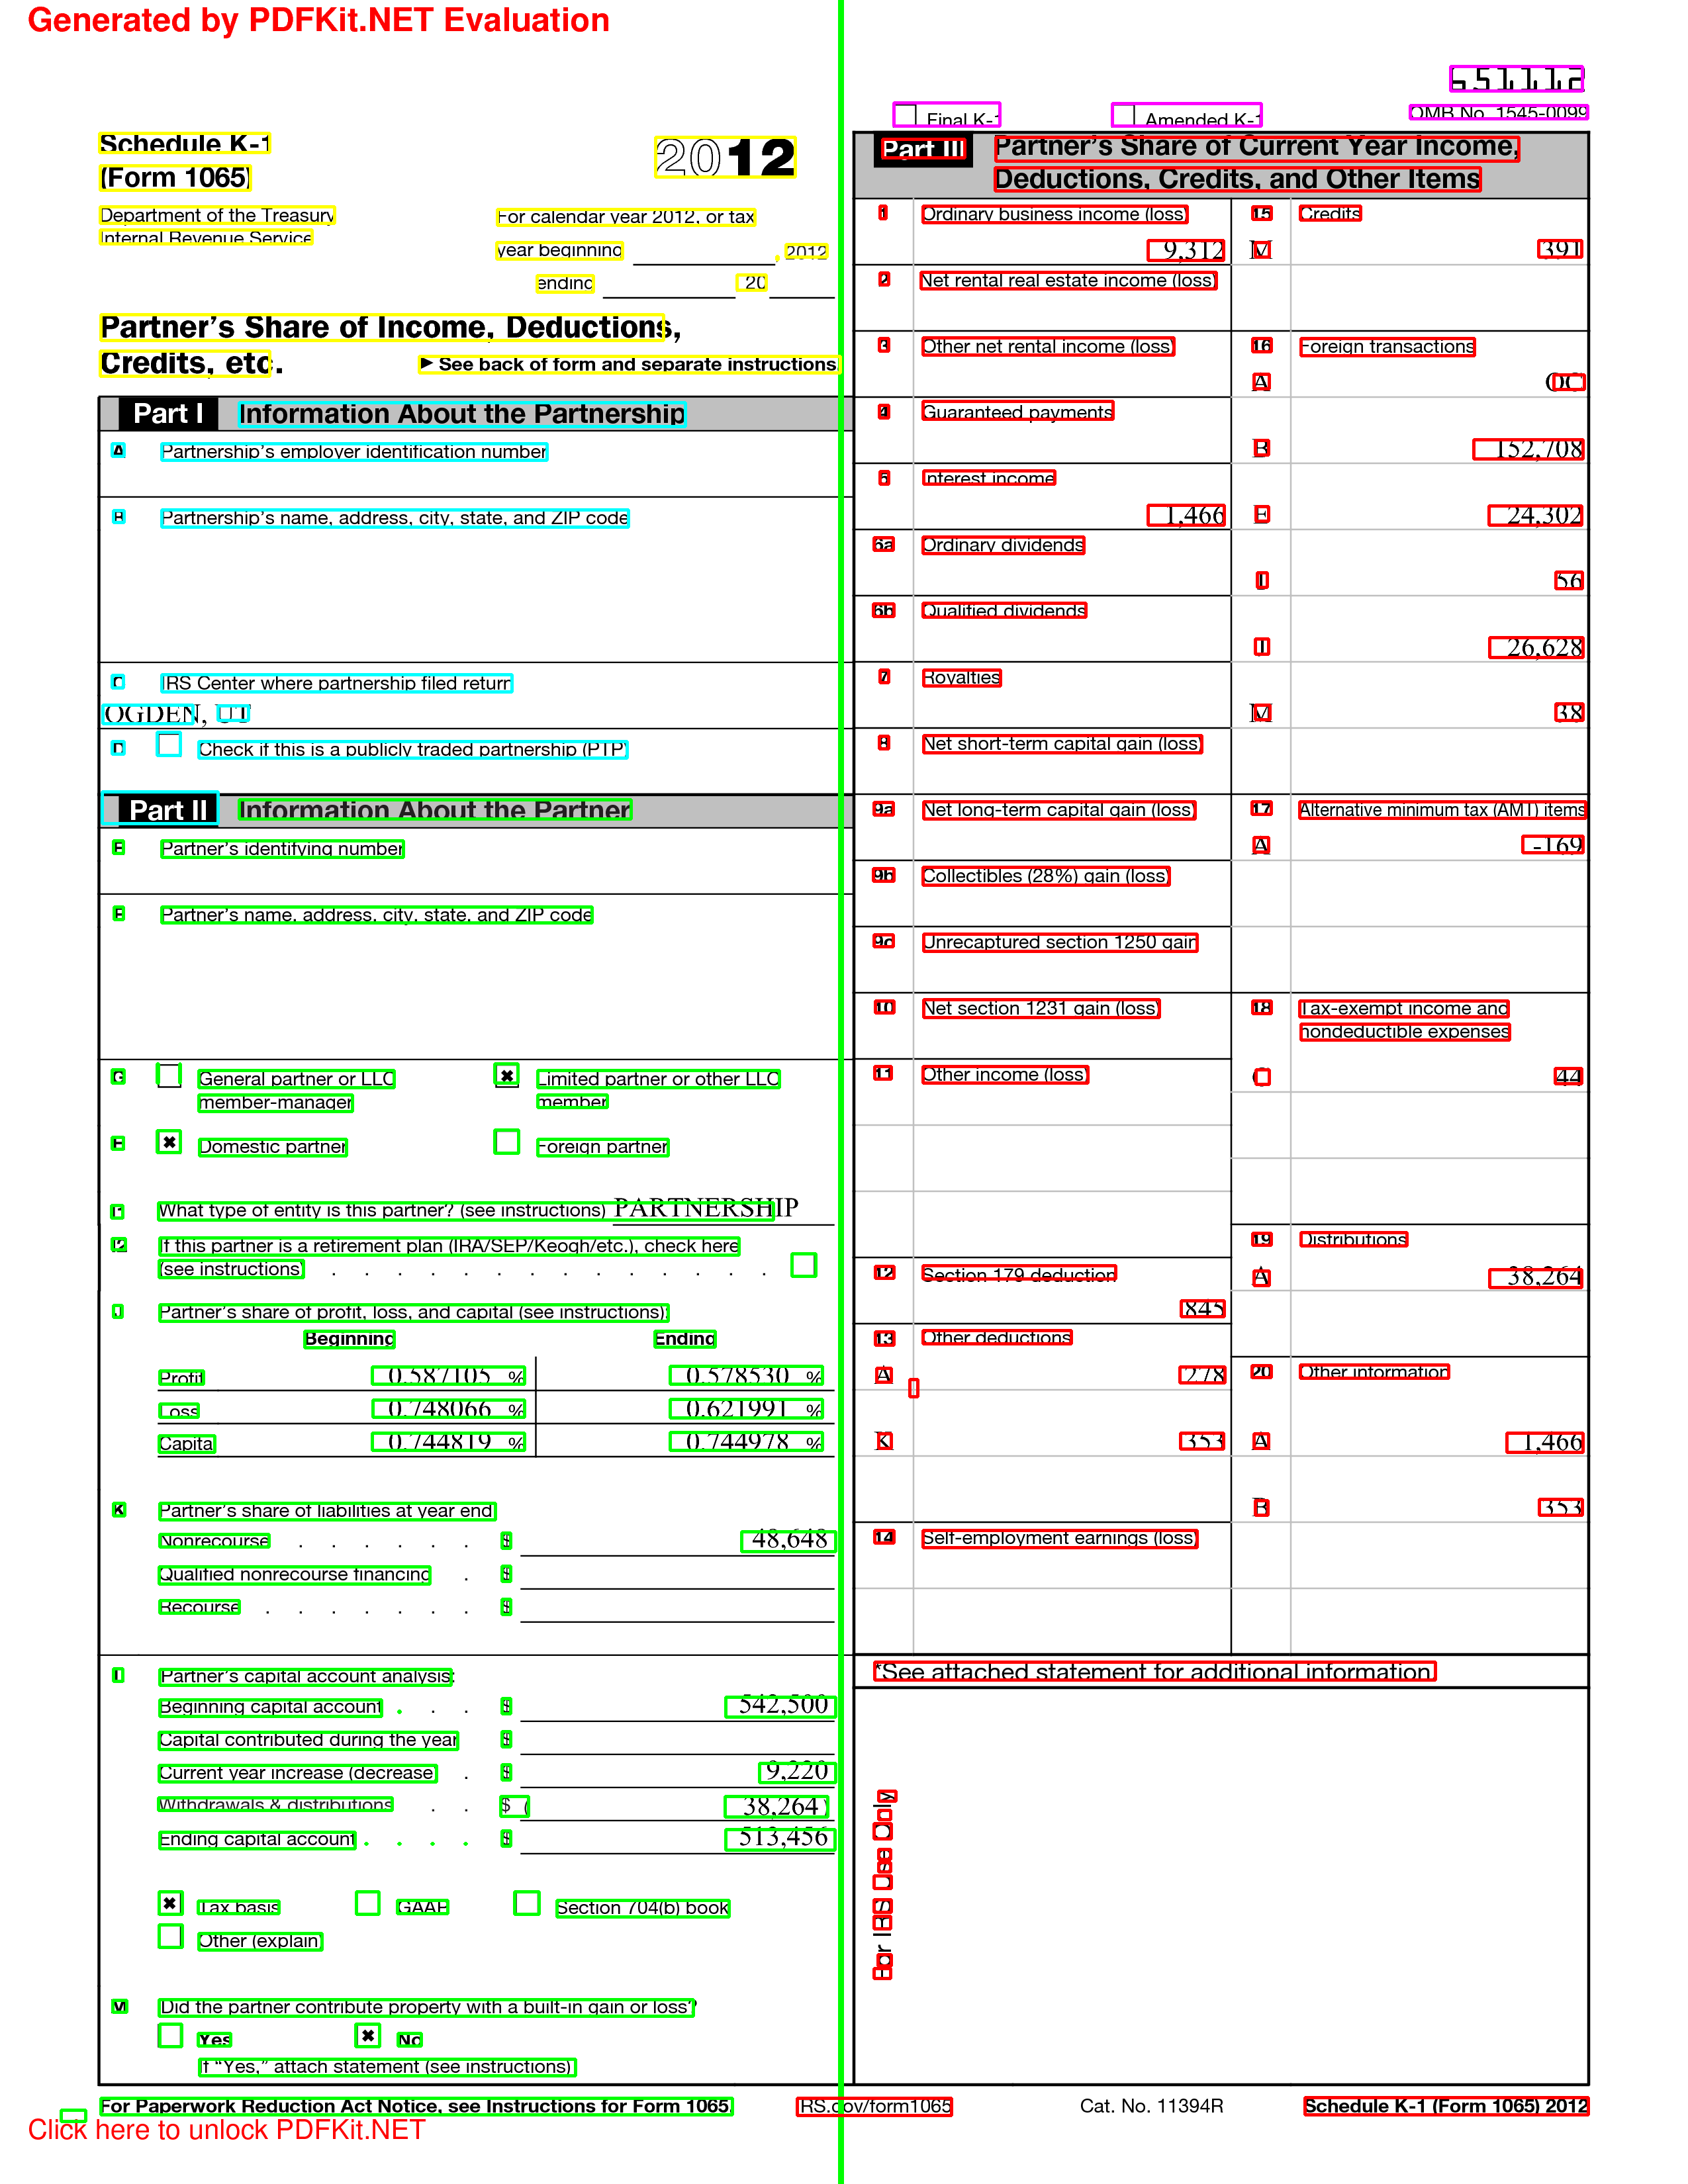 Generated by PDFKit.NET Evaluation
651112
Final K-1
Amended K-1
OMB No. 1545-0099
Schedule K-1
(Form 1065)
2012
Department of the Treasury
Internal Revenue Service
For calendar year 2012, or tax
year beginning , 2012
ending 20
Partner's Share of Income, Deductions,
Credits, etc.
► See back of form and separate instructions.
Part I Information About the Partnership
A Partnership's employer identification number
B Partnership's name, address, city, state, and ZIP code
C IRS Center where partnership filed return
OGDEN, UT
D Check if this is a publicly traded partnership (PTP)
Part II Information About the Partner
E Partner's identifying number
F Partner's name, address, city, state, and ZIP code
G General partner or LLC
member-manager
✖ Limited partner or other LLC
member
H ✖ Domestic partner
Foreign partner
I1 What type of entity is this partner? (see instructions) PARTNERSHIP
I2 If this partner is a retirement plan (IRA/SEP/Keogh/etc.), check here
(see instructions) . . . . . . . . . . . . . .
J Partner's share of profit, loss, and capital (see instructions):
Beginning Ending
Profit 0.587105 % 0.578530 %
Loss 0.748066 % 0.621991 %
Capital 0.744819 % 0.744978 %
K Partner's share of liabilities at year end:
Nonrecourse . . . . . . $ 48,648
Qualified nonrecourse financing . $
Recourse . . . . . . . $
L Partner's capital account analysis:
Beginning capital account . . . $ 542,500
Capital contributed during the year $
Current year increase (decrease) . $ 9,220
Withdrawals & distributions . . $ ( 38,264)
Ending capital account . . . . $ 513,456
✖ Tax basis
GAAP
Section 704(b) book
Other (explain)
M Did the partner contribute property with a built-in gain or loss?
Yes
✖ No
If "Yes," attach statement (see instructions)
Part III Partner's Share of Current Year Income,
Deductions, Credits, and Other Items
1 Ordinary business income (loss)
9,312
15 Credits
M 391
2 Net rental real estate income (loss)
3 Other net rental income (loss)
16 Foreign transactions
A OC
4 Guaranteed payments
B 152,708
5 Interest income
1,466
E 24,302
6a Ordinary dividends
I 56
6b Qualified dividends
J 26,628
7 Royalties
M 38
8 Net short-term capital gain (loss)
9a Net long-term capital gain (loss)
17 Alternative minimum tax (AMT) items
A -169
9b Collectibles (28%) gain (loss)
9c Unrecaptured section 1250 gain
10 Net section 1231 gain (loss)
18 Tax-exempt income and
nondeductible expenses
11 Other income (loss)
C 44
19 Distributions
A 38,264
12 Section 179 deduction
845
13 Other deductions
A 278
K 353
20 Other information
A 1,466
B 353
14 Self-employment earnings (loss)
*See attached statement for additional information.
For IRS Use Only
For Paperwork Reduction Act Notice, see Instructions for Form 1065.
IRS.gov/form1065
Cat. No. 11394R
Schedule K-1 (Form 1065) 2012
Click here to unlock PDFKit.NET